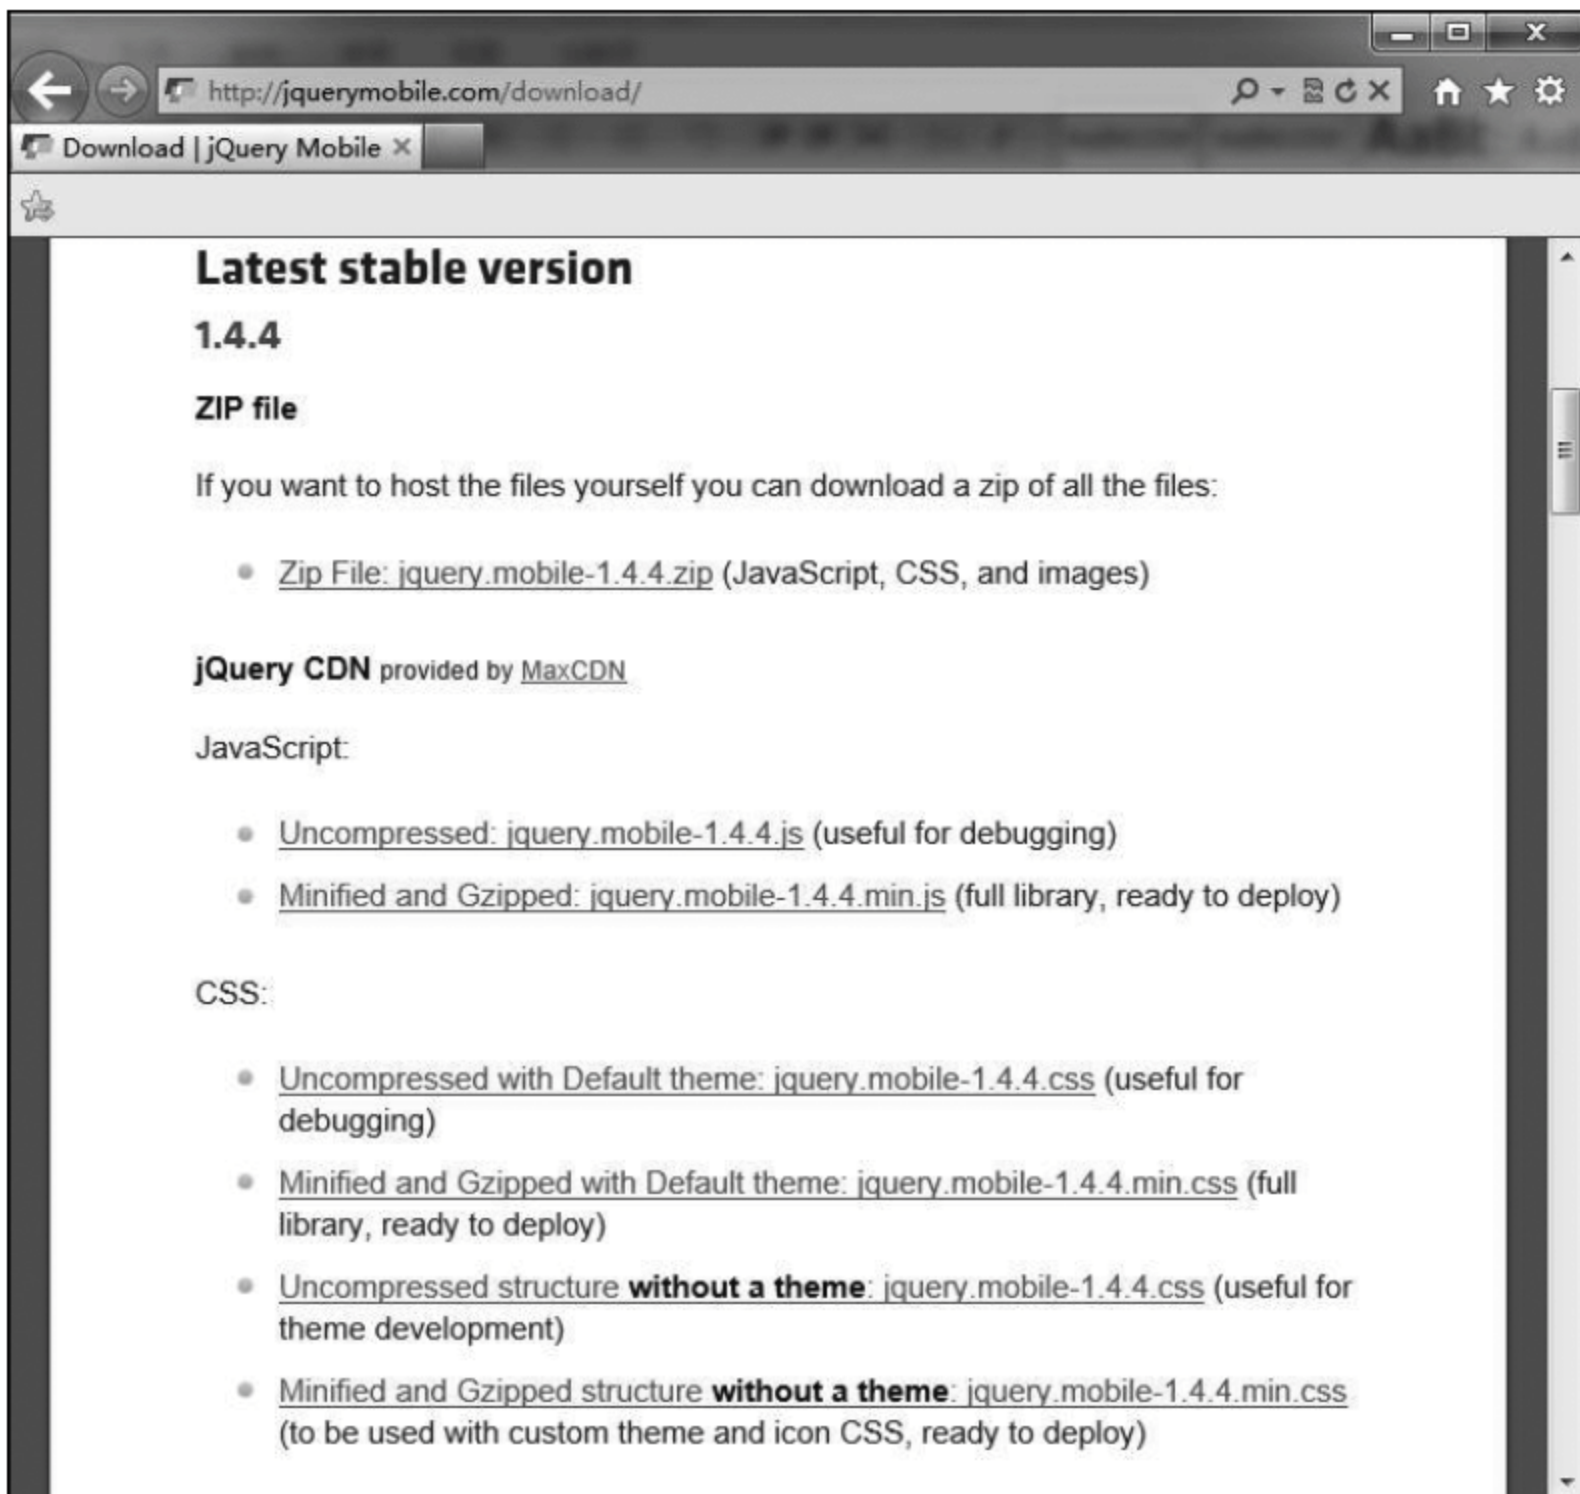 http://jquerymobile.com/download/
Download | jQuery Mobile
Latest stable version
1.4.4
ZIP file
If you want to host the files yourself you can download a zip of all the files:
Zip File: jquery.mobile-1.4.4.zip (JavaScript, CSS, and images)
jQuery CDN provided by MaxCDN
JavaScript:
Uncompressed: jquery.mobile-1.4.4.js (useful for debugging)
Minified and Gzipped: jquery.mobile-1.4.4.min.js (full library, ready to deploy)
CSS:
Uncompressed with Default theme: jquery.mobile-1.4.4.css (useful for
debugging)
Minified and Gzipped with Default theme: jquery.mobile-1.4.4.min.css (full
library, ready to deploy)
Uncompressed structure without a theme: jquery.mobile-1.4.4.css (useful for
theme development)
Minified and Gzipped structure without a theme: jquery.mobile-1.4.4.min.css
(to be used with custom theme and icon CSS, ready to deploy)